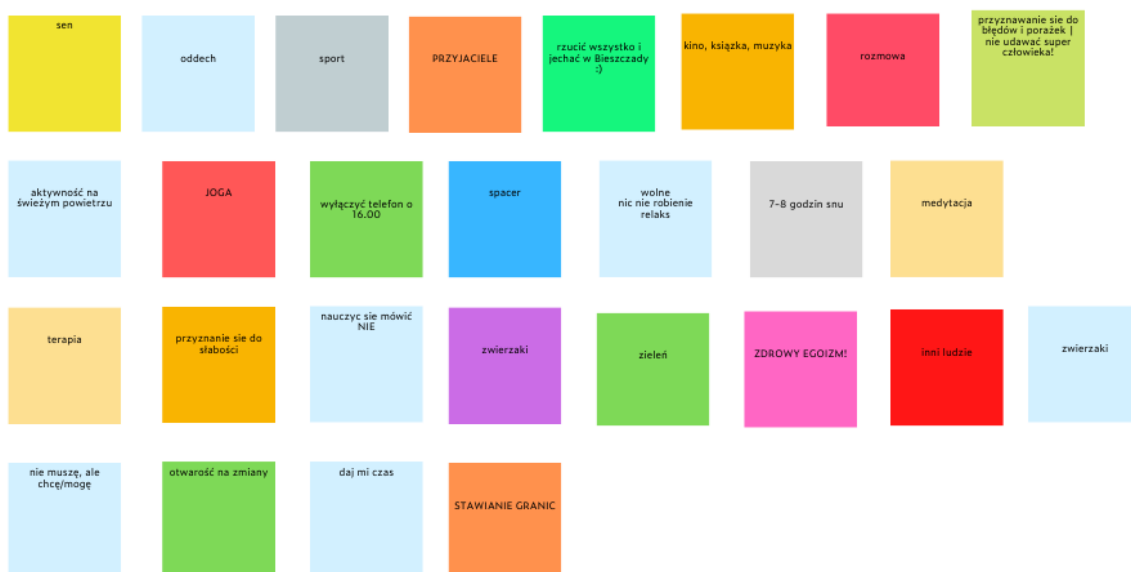 sen
oddech
sport
PRZYJACIELE
rzucić wszystko i
jechać w Bieszczady
:)
kino, książka, muzyka
rozmowa
przyznawanie sie do
błędów i porażek |
nie udawać super
człowieka!
aktywność na
świeżym powietrzu
JOGA
wyłączyć telefon o
16.00
spacer
wolne
nic nie robienie
relaks
7-8 godzin snu
medytacja
terapia
przyznanie sie do
słabości
nauczyc sie mówić
NIE
zwierzaki
zieleń
ZDROWY EGOIZM!
inni ludzie
zwierzaki
nie muszę, ale
chcę/mogę
otwarość na zmiany
daj mi czas
STAWIANIE GRANIC